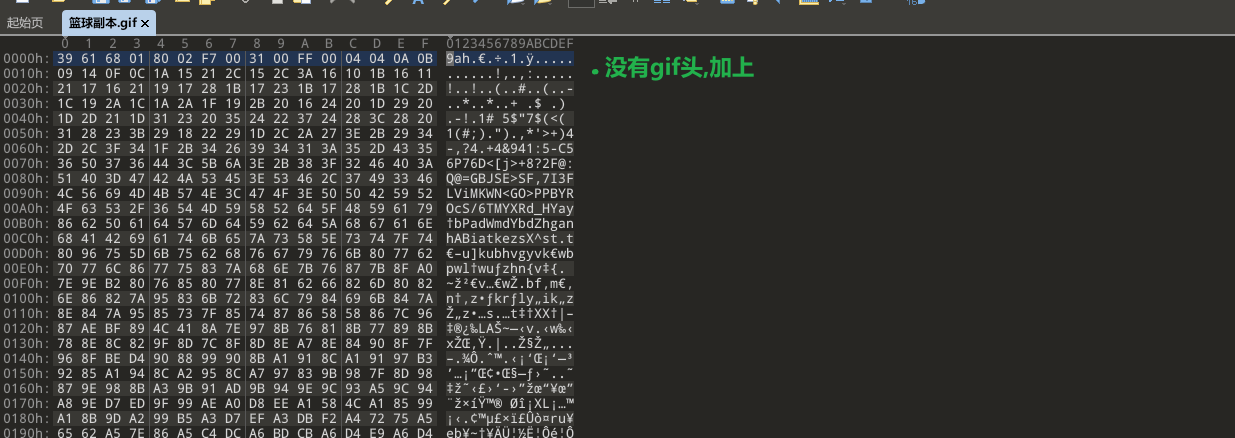 起始页 篮球副本.gif ×
0 1 2 3 4 5 6 7 8 9 A B C D E F 0123456789ABCDEF
0000h: 39 61 68 01 80 02 F7 00 31 00 FF 00 04 04 0A 0B 9ah.€.÷.1.ÿ.....
没有gif头,加上
0010h: 09 14 0F 0C 1A 15 21 2C 15 2C 3A 16 10 1B 16 11 ......!,.,:.....
0020h: 21 17 16 21 19 17 28 1B 17 23 1B 17 28 1B 1C 2D !..!..(..#..(..-
0030h: 1C 19 2A 1C 1A 2A 1F 19 2B 20 16 24 20 1D 29 20 ..*..*..+ .$ .)
0040h: 1D 2D 21 1D 31 23 20 35 24 22 37 24 28 3C 28 20 .-!.1# 5$"7$(<(
0050h: 31 28 23 3B 29 18 22 29 1D 2C 2A 27 3E 2B 29 34 1(#;).").,*'>+)4
0060h: 2D 2C 3F 34 1F 2B 34 26 39 34 31 3A 35 2D 43 35 -,?4.+4&941:5-C5
0070h: 36 50 37 36 44 3C 5B 6A 3E 2B 38 3F 32 46 40 3A 6P76D<[j>+8?2F@:
0080h: 51 40 3D 47 42 4A 53 45 3E 53 46 2C 37 49 33 46 Q@=GBJSE>SF,7I3F
0090h: 4C 56 69 4D 4B 57 4E 3C 47 4F 3E 50 50 42 59 52 LViMKWN<GO>PPBYR
00A0h: 4F 63 53 2F 36 54 4D 59 58 52 64 5F 48 59 61 79 OcS/6TMYXRd_HYay
00B0h: 86 62 50 61 64 57 6D 64 59 62 64 5A 68 67 61 6E †bPadWmdYbdZhgan
00C0h: 68 41 42 69 61 74 6B 65 7A 73 58 5E 73 74 7F 74 hABiatkezsX^st.t
00D0h: 80 96 75 5D 6B 75 62 68 76 67 79 76 6B 80 77 62 €–u]kubhvgyvk€wb
00E0h: 70 77 6C 86 77 75 83 7A 68 6E 7B 76 87 7B 8F A0 pwl†wuƒzhn{v‡{.
00F0h: 7E 9E B2 80 76 85 80 77 8E 81 62 66 82 6D 80 82 ~ž²€v…€wŽ.bf‚m€‚
0100h: 6E 86 82 7A 95 83 6B 72 83 6C 79 84 69 6B 84 7A n†‚z•ƒkrƒly„ik„z
0110h: 8E 84 7A 95 85 73 7F 85 74 87 86 58 58 86 7C 96 Ž„z•…s.…t‡†XX†|–
0120h: 87 AE BF 89 4C 41 8A 7E 97 8B 76 81 8B 77 89 8B ‡®¿‰LAŠ~—‹v.‹w‰‹
0130h: 78 8E 8C 82 9F 8D 7C 8F 8D 8E A7 8E 84 90 8F 7F xŽŒ‚Ÿ.|..Ž§Ž„...
0140h: 96 8F BE D4 90 88 99 90 8B A1 91 8C A1 91 97 B3 –.¾Ô.ˆ™.‹¡‘Œ¡‘—³
0150h: 92 85 A1 94 8C A2 95 8C A7 97 83 9B 98 7F 8D 98 ’…¡”Œ¢•Œ§—ƒ›˜..˜
0160h: 87 9E 98 8B A3 9B 91 AD 9B 94 9E 9C 93 A5 9C 94 ‡ž˜‹£›‘-›”žœ“¥œ”
0170h: A8 9E D7 ED 9F 99 AE A0 D8 EE A1 58 4C A1 85 99 ¨ž×íŸ™® Øî¡XL¡…™
0180h: A1 8B 9D A2 99 B5 A3 D7 EF A3 DB F2 A4 72 75 A5 ¡‹.¢™µ£×ï£Ûò¤ru¥
0190h: 65 62 A5 7E 86 A5 C4 DC A6 BD CB A6 D4 E9 A6 D4 eb¥~†¥ÄÜ¦½Ë¦Ôé¦Ô